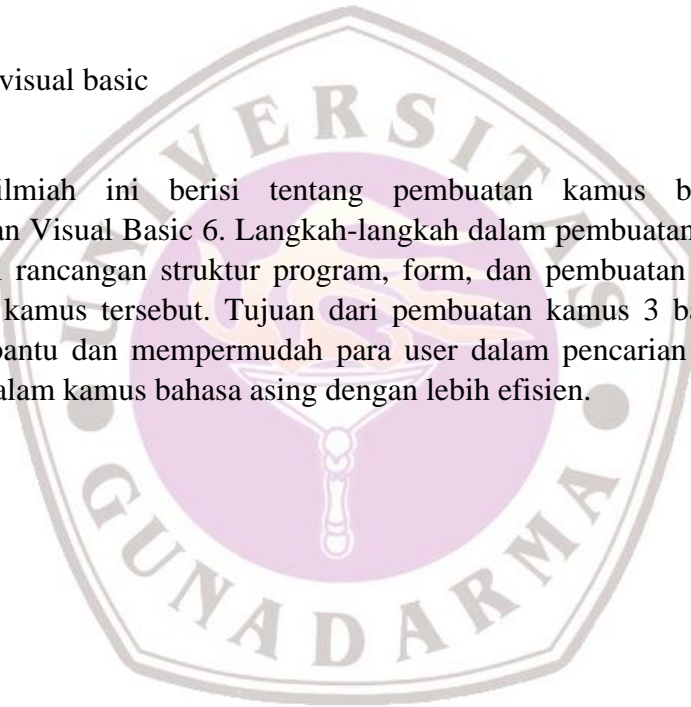 visual basic
UNIVERSITAS
ilmiah ini berisi tentang pembuatan kamus b
an Visual Basic 6. Langkah-langkah dalam pembuatan
rancangan struktur program, form, dan pembuatan
kamus tersebut. Tujuan dari pembuatan kamus 3 ba
bantu dan mempermudah para user dalam pencarian
alam kamus bahasa asing dengan lebih efisien.
GUNADARMA